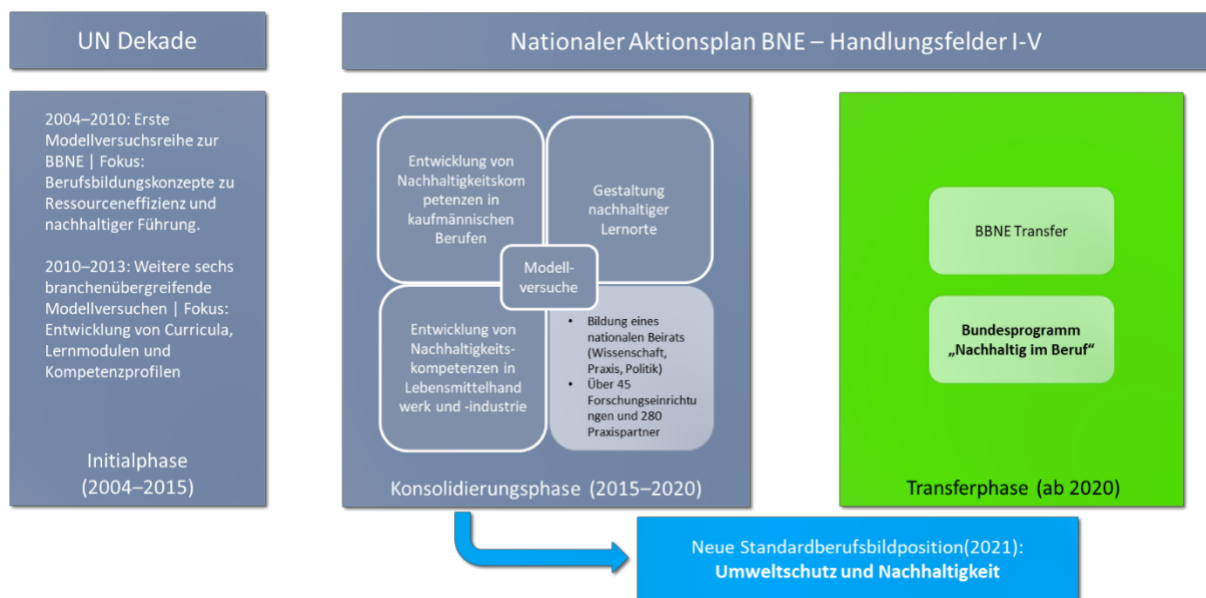 UN Dekade
Nationaler Aktionsplan BNE – Handlungsfelder I-V
2004–2010: Erste
Modellversuchsreihe zur
BBNE | Fokus:
Berufsbildungskonzepte zu
Ressourceneffizienz und
nachhaltiger Führung.
2010–2013: Weitere sechs
branchenübergreifende
Modellversuchen | Fokus:
Entwicklung von Curricula,
Lernmodulen und
Kompetenzprofilen
Initialphase
(2004–2015)
Entwicklung von
Nachhaltigkeitskom
petenzen in
kaufmännischen
Berufen
Gestaltung
nachhaltiger
Lernorte
Modell-
versuche
Entwicklung von
Nachhaltigkeits-
kompetenzen in
Lebensmittelhand
werk und -industrie
• Bildung eines
nationalen Beirats
(Wissenschaft,
Praxis, Politik)
• Über 45
Forschungseinrichtu
ngen und 280
Praxispartner
Konsolidierungsphase (2015–2020)
BBNE Transfer
Bundesprogramm
„Nachhaltig im Beruf“
Transferphase (ab 2020)
Neue Standardberufsbildposition(2021):
Umweltschutz und Nachhaltigkeit